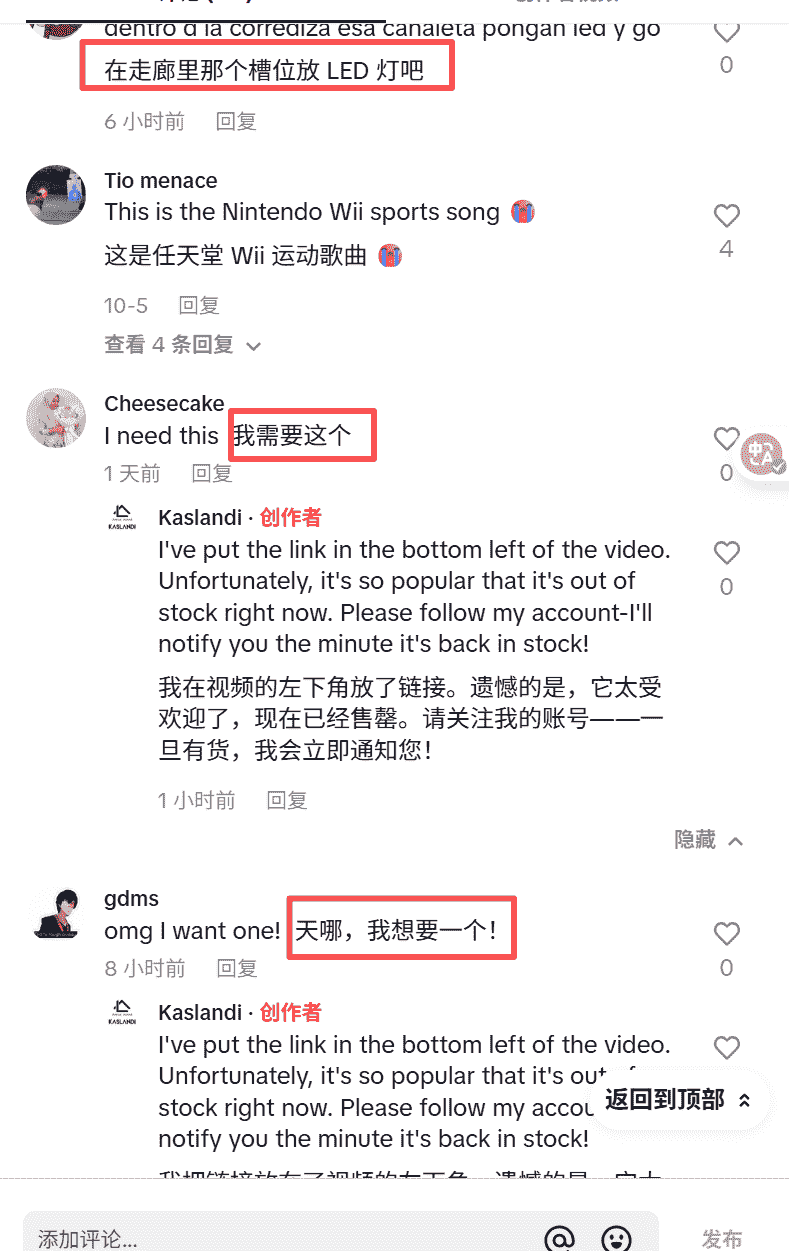 dentro d la corrediza esa canaleta pongan led y go
在走廊里那个槽位放 LED 灯吧
0
6 小时前 回复
Tio menace
This is the Nintendo Wii sports song
这是任天堂 Wii 运动歌曲
4
10-5 回复
查看 4 条回复
Cheesecake
I need this 我需要这个
1 天前 回复
0
Kaslandi · 创作者
I've put the link in the bottom left of the video.
Unfortunately, it's so popular that it's out of
stock right now. Please follow my account-I'll
notify you the minute it's back in stock!
0
我在视频的左下角放了链接。遗憾的是，它太受
欢迎了，现在已经售罄。请关注我的账号——一
旦有货，我会立即通知您！
1 小时前 回复
隐藏
gdms
omg I want one! 天哪，我想要一个！
8 小时前 回复
0
KASLANDI
Kaslandi · 创作者
I've put the link in the bottom left of the video.
Unfortunately, it's so popular that it's out
stock right now. Please follow my
notify you the minute it's back in stock!
返回到顶部
添加评论...
发布